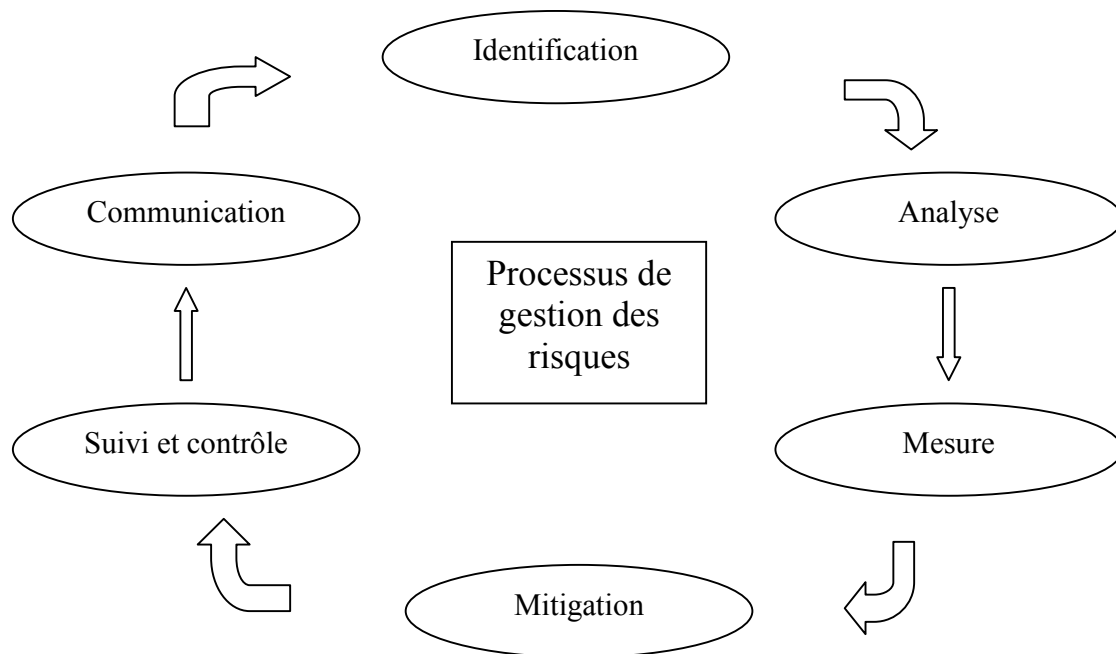 Identification
Communication
Analyse
Processus de
gestion des
risques
Suivi et contrôle
Mesure
Mitigation